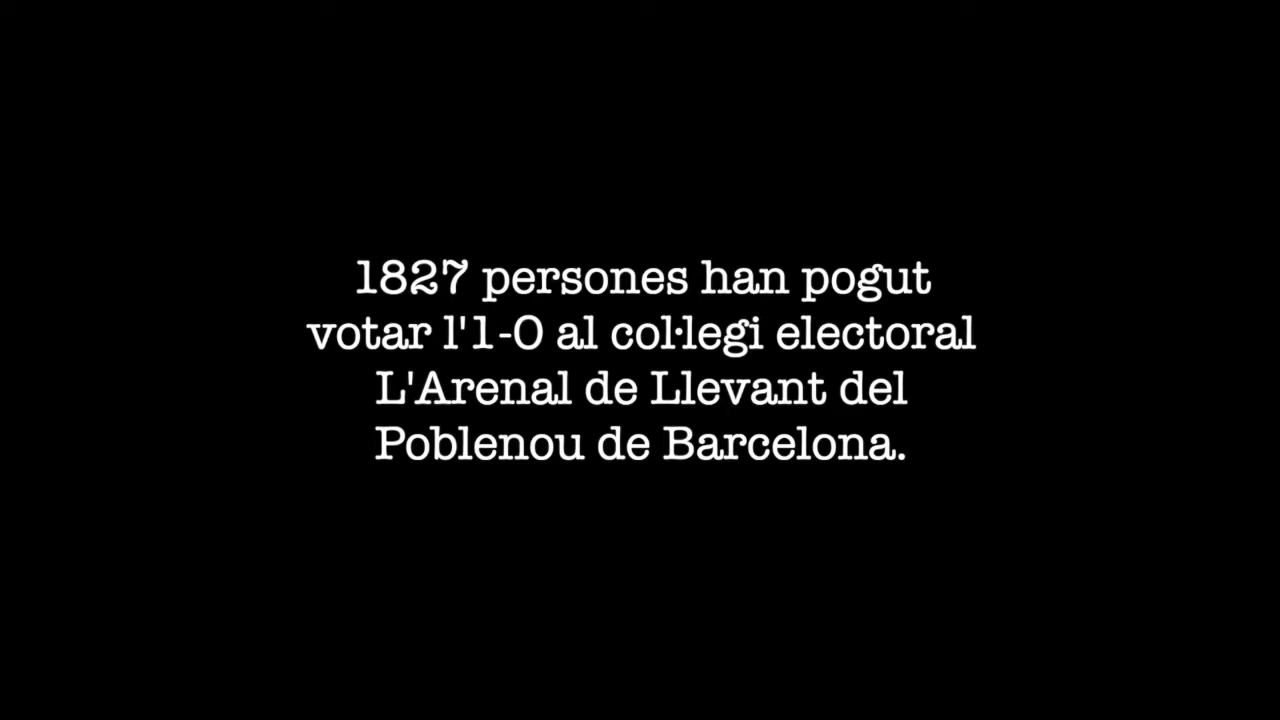 1827 persones han pogut
votar l'1-O al col·legi electoral
L'Arenal de Llevant del
Poblenou de Barcelona.